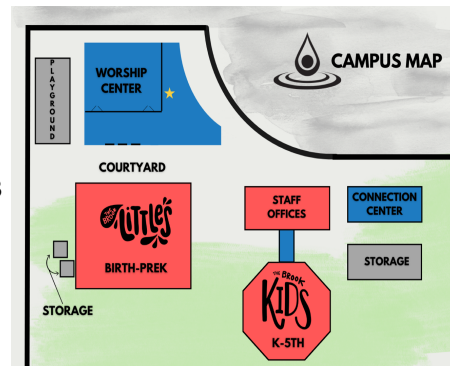 CAMPUS MAP
PLAYGROUND
WORSHIP
CENTER
COURTYARD
THE BROOK
LITTLES
BIRTH-PREK
STORAGE
STAFF
OFFICES
CONNECTION
CENTER
STORAGE
THE BROOK
KIDS
K-5TH
S